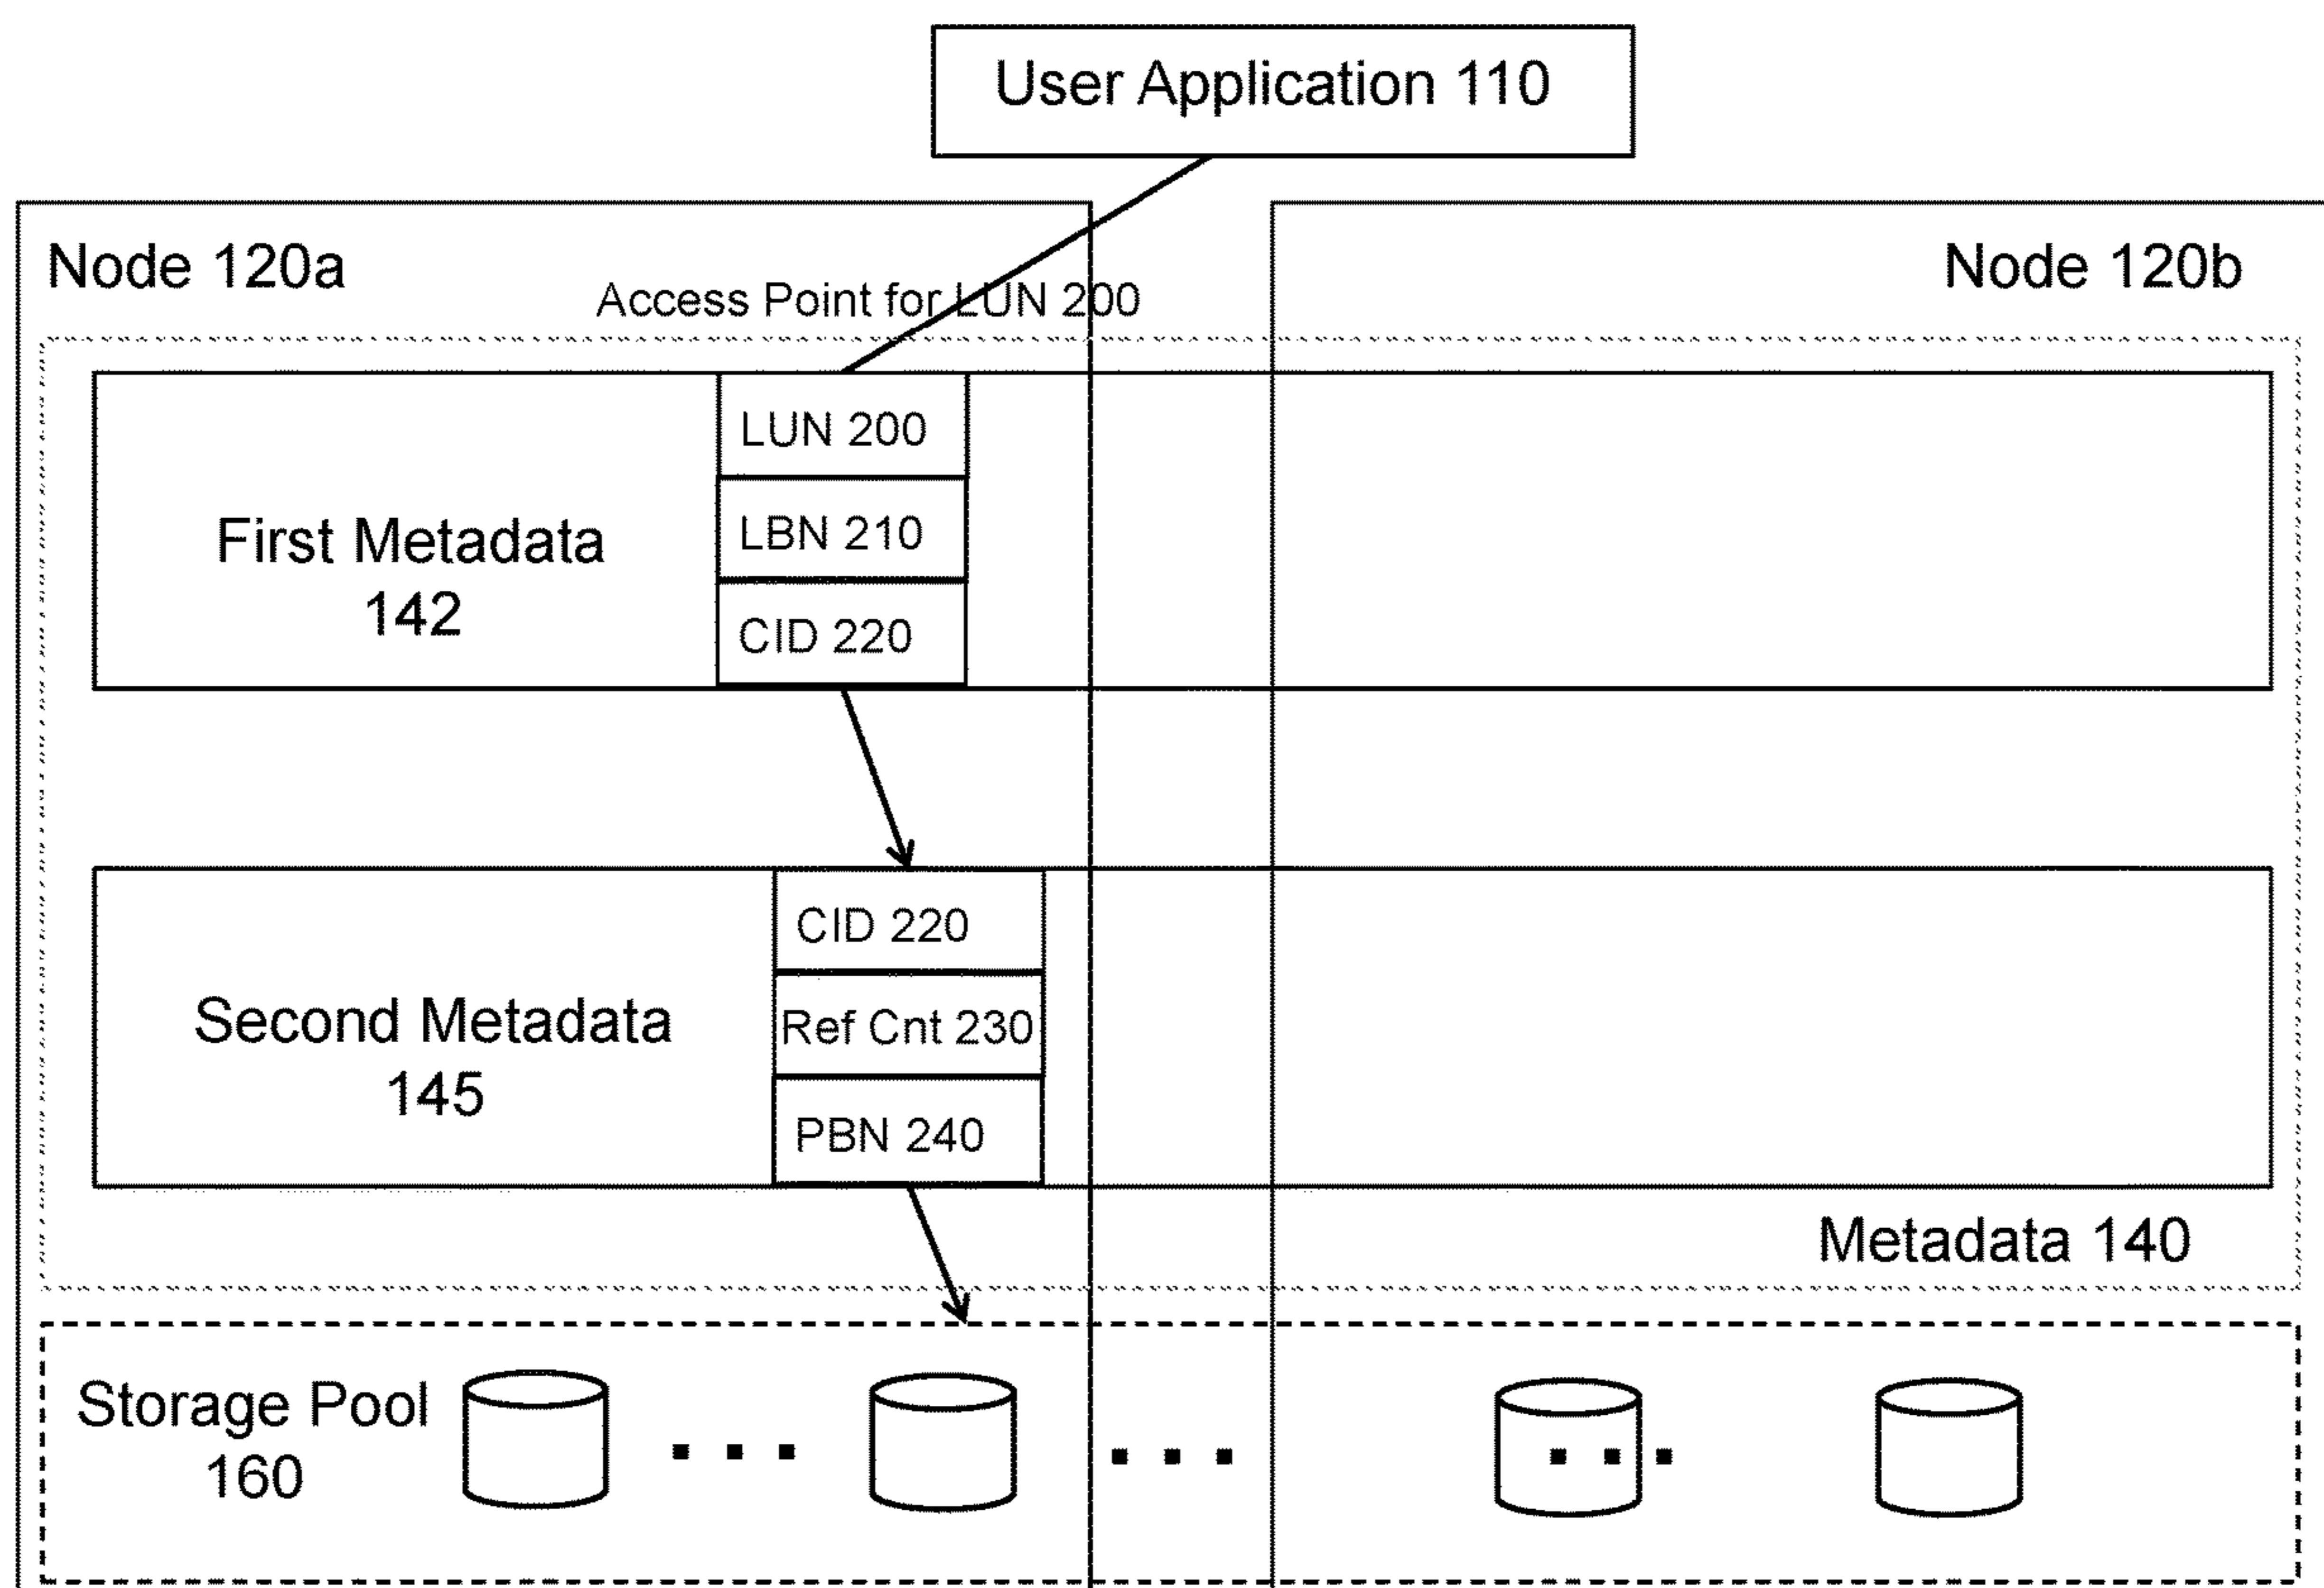 User Application 110
Node 120a
Node 120b
Access Point for LUN 200
LUN 200
LBN 210
CID 220
First Metadata
142
CID 220
Ref Cnt 230
PBN 240
Second Metadata
145
Metadata 140
Storage Pool
160